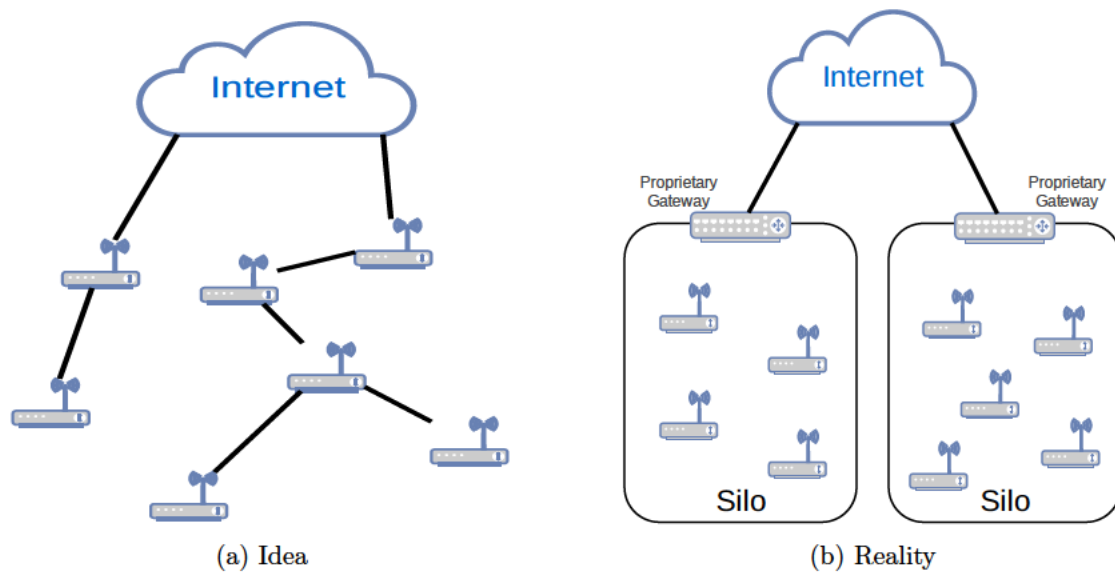 Internet
(a) Idea
Internet
Proprietary
Gateway
Proprietary
Gateway
Silo
Silo
(b) Reality